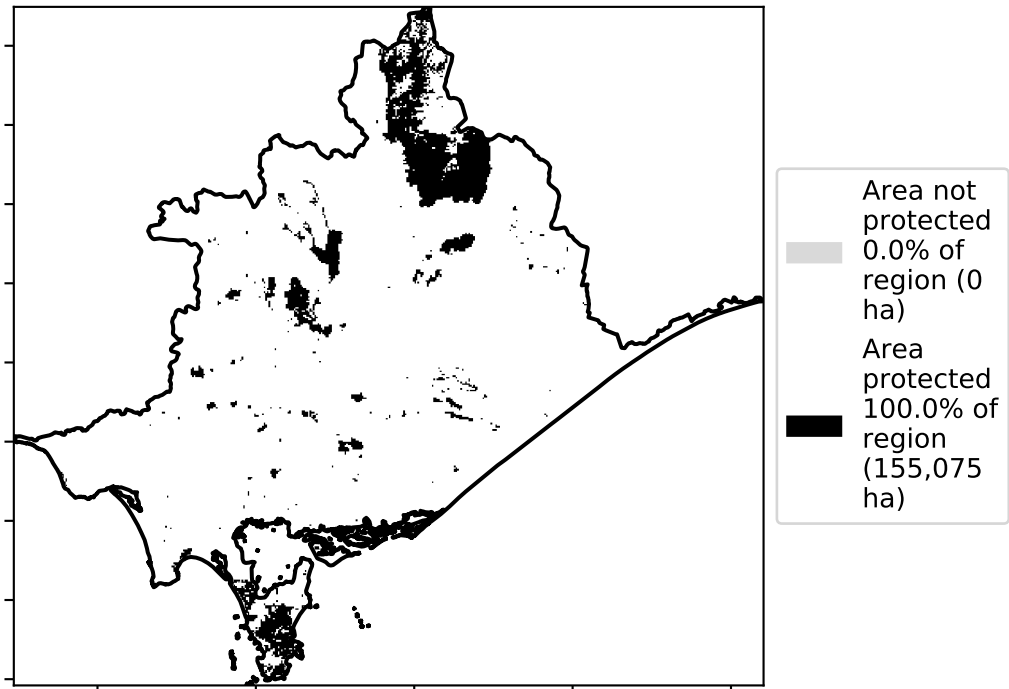 Area not
protected
0.0% of
region (0
ha)
Area
protected
100.0% of
region
(155,075
ha)